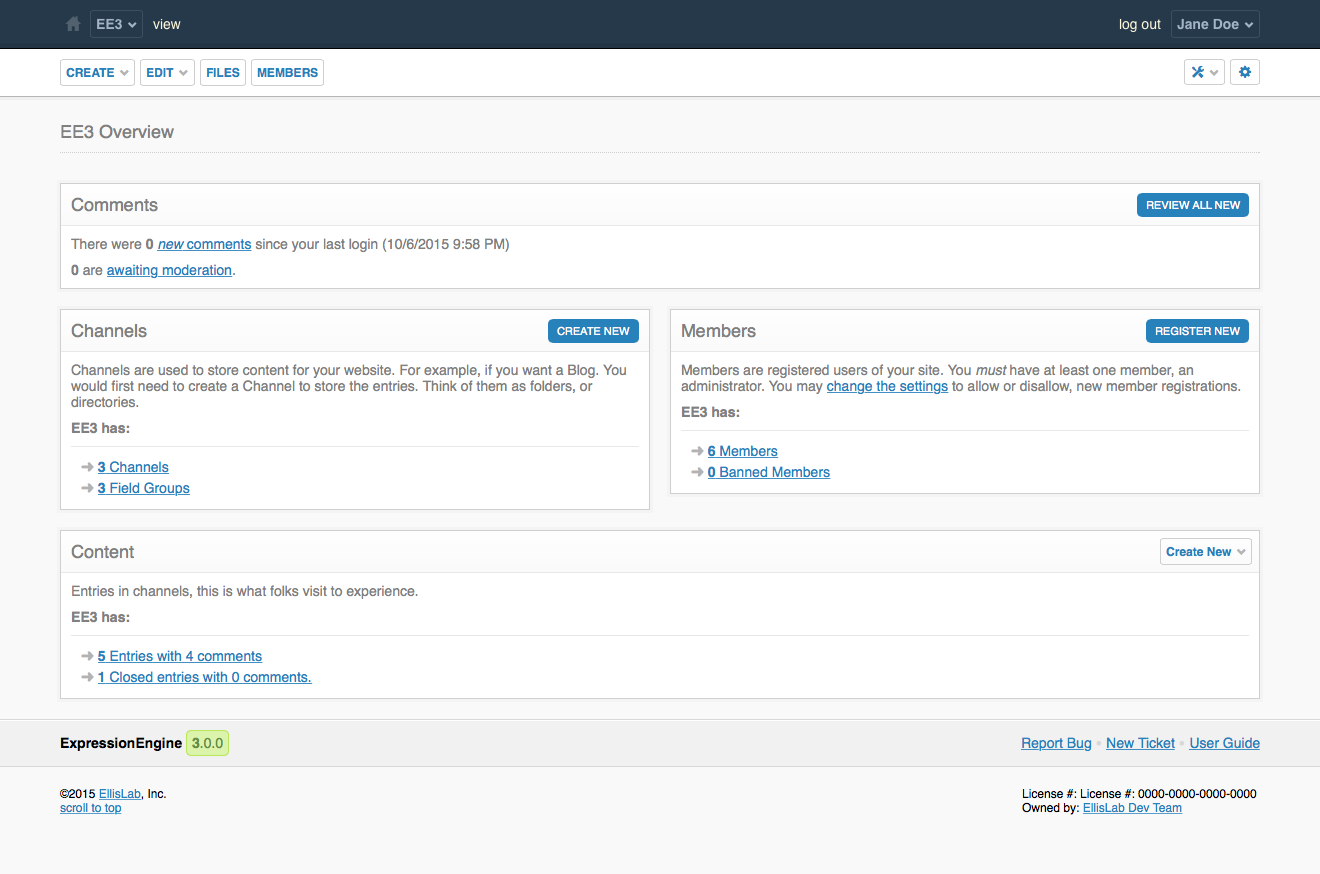 EE3 view log out Jane Doe
CREATE EDIT FILES MEMBERS
EE3 Overview
Comments REVIEW ALL NEW
There were 0 new comments since your last login (10/6/2015 9:58 PM)
0 are awaiting moderation.
Channels CREATE NEW
Channels are used to store content for your website. For example, if you want a Blog. You
would first need to create a Channel to store the entries. Think of them as folders, or
directories.
EE3 has:
3 Channels
3 Field Groups
Members REGISTER NEW
Members are registered users of your site. You must have at least one member, an
administrator. You may change the settings to allow or disallow, new member registrations.
EE3 has:
6 Members
0 Banned Members
Content Create New
Entries in channels, this is what folks visit to experience.
EE3 has:
5 Entries with 4 comments
1 Closed entries with 0 comments.
ExpressionEngine 3.0.0 Report Bug • New Ticket • User Guide
©2015 EllisLab, Inc.
scroll to top
License #: License #: 0000-0000-0000-0000
Owned by: EllisLab Dev Team